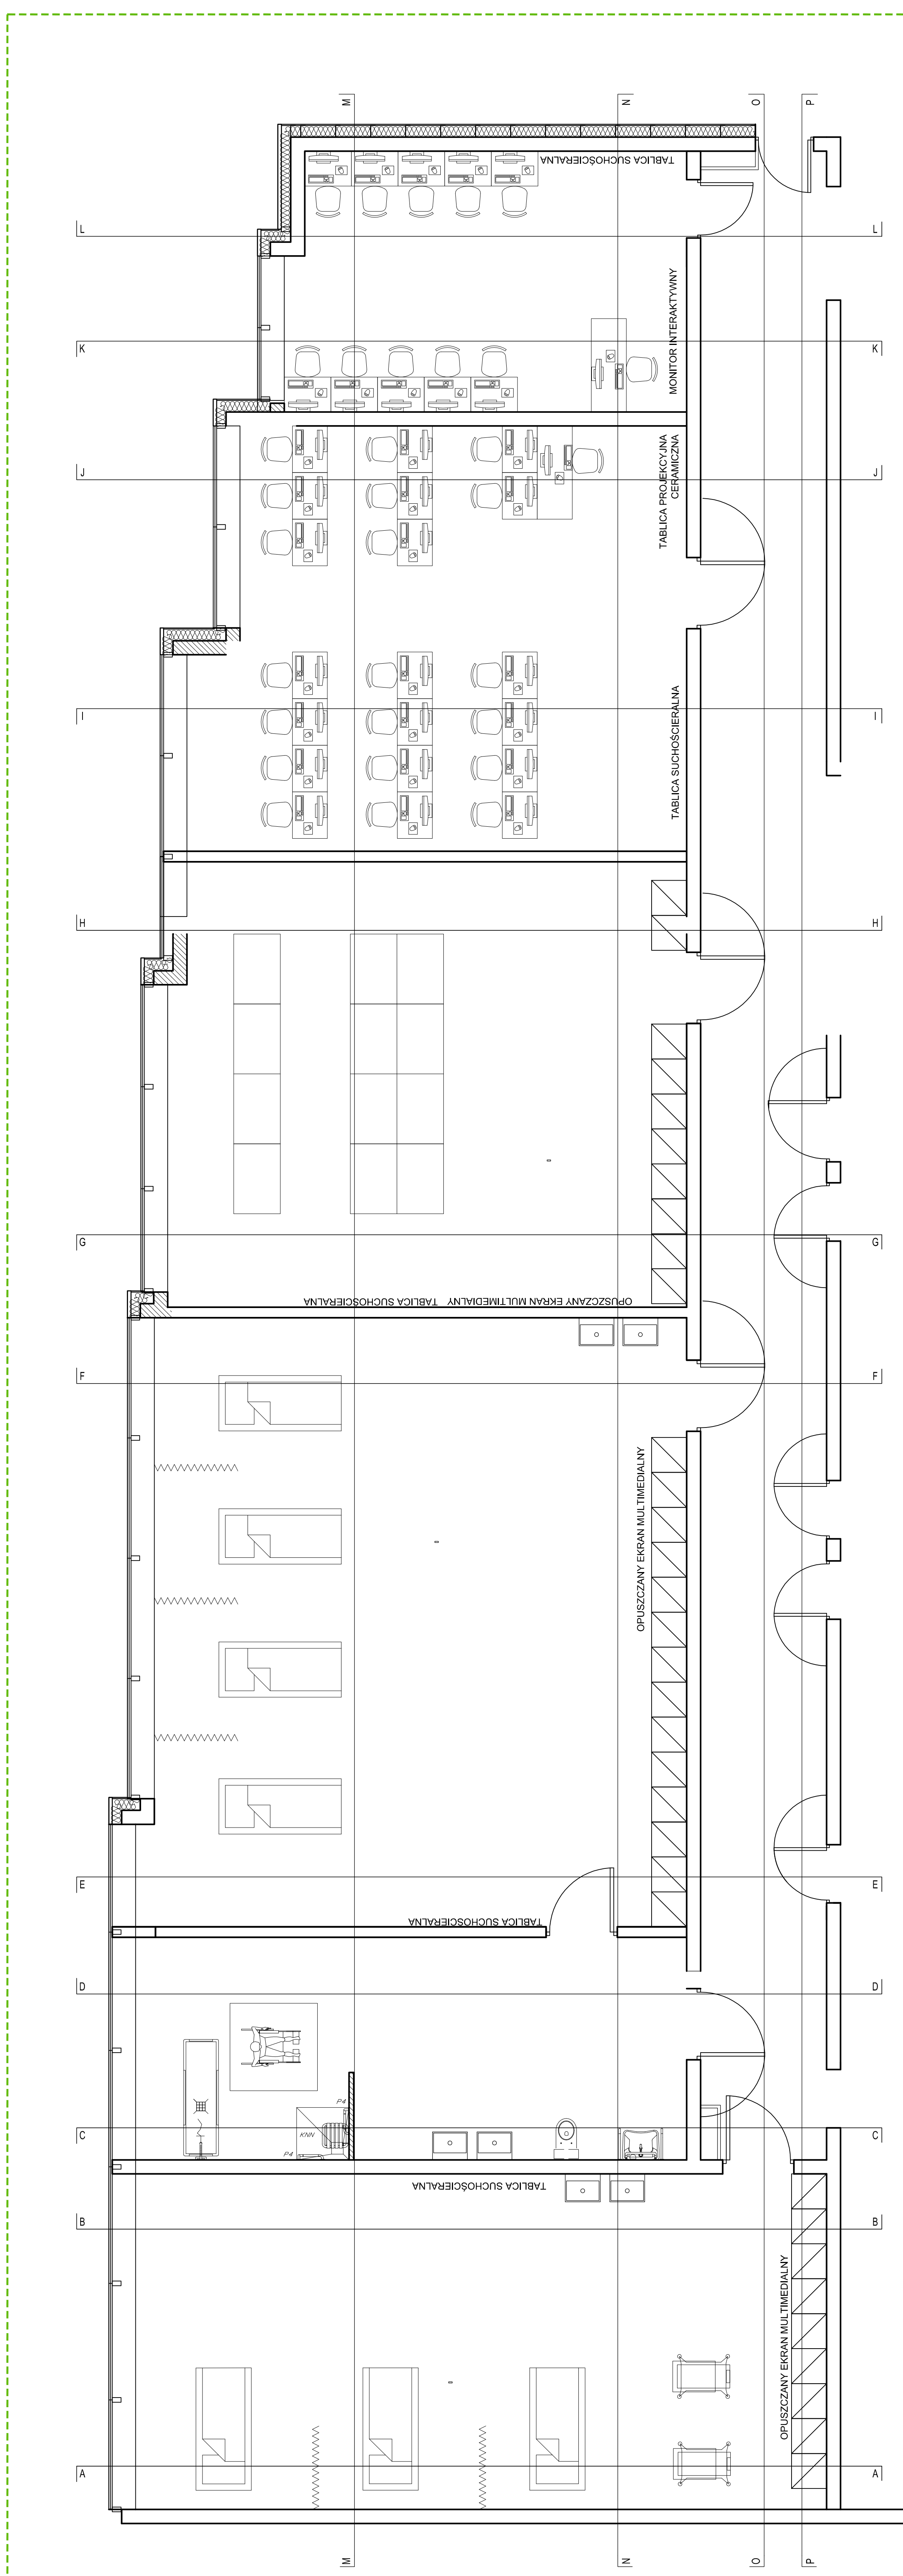 M
N
O
P
TABLICA SUCHOŚCIERALNA
L
L
MONITOR INTERAKTYWNY
K
K
TABLICA PROJEKCYJNA
CERAMICZNA
J
J
TABLICA SUCHOŚCIERALNA
I
I
H
H
G
G
OPUSZCZANY EKRAN MULTIMEDIALNY TABLICA SUCHOŚCIERALNA
F
F
OPUSZCZANY EKRAN MULTIMEDIALNY
E
E
TABLICA SUCHOŚCIERALNA
D
D
P4
KNN
P4
C
C
TABLICA SUCHOŚCIERALNA
B
B
OPUSZCZANY EKRAN MULTIMEDIALNY
A
A
M
N
O
P